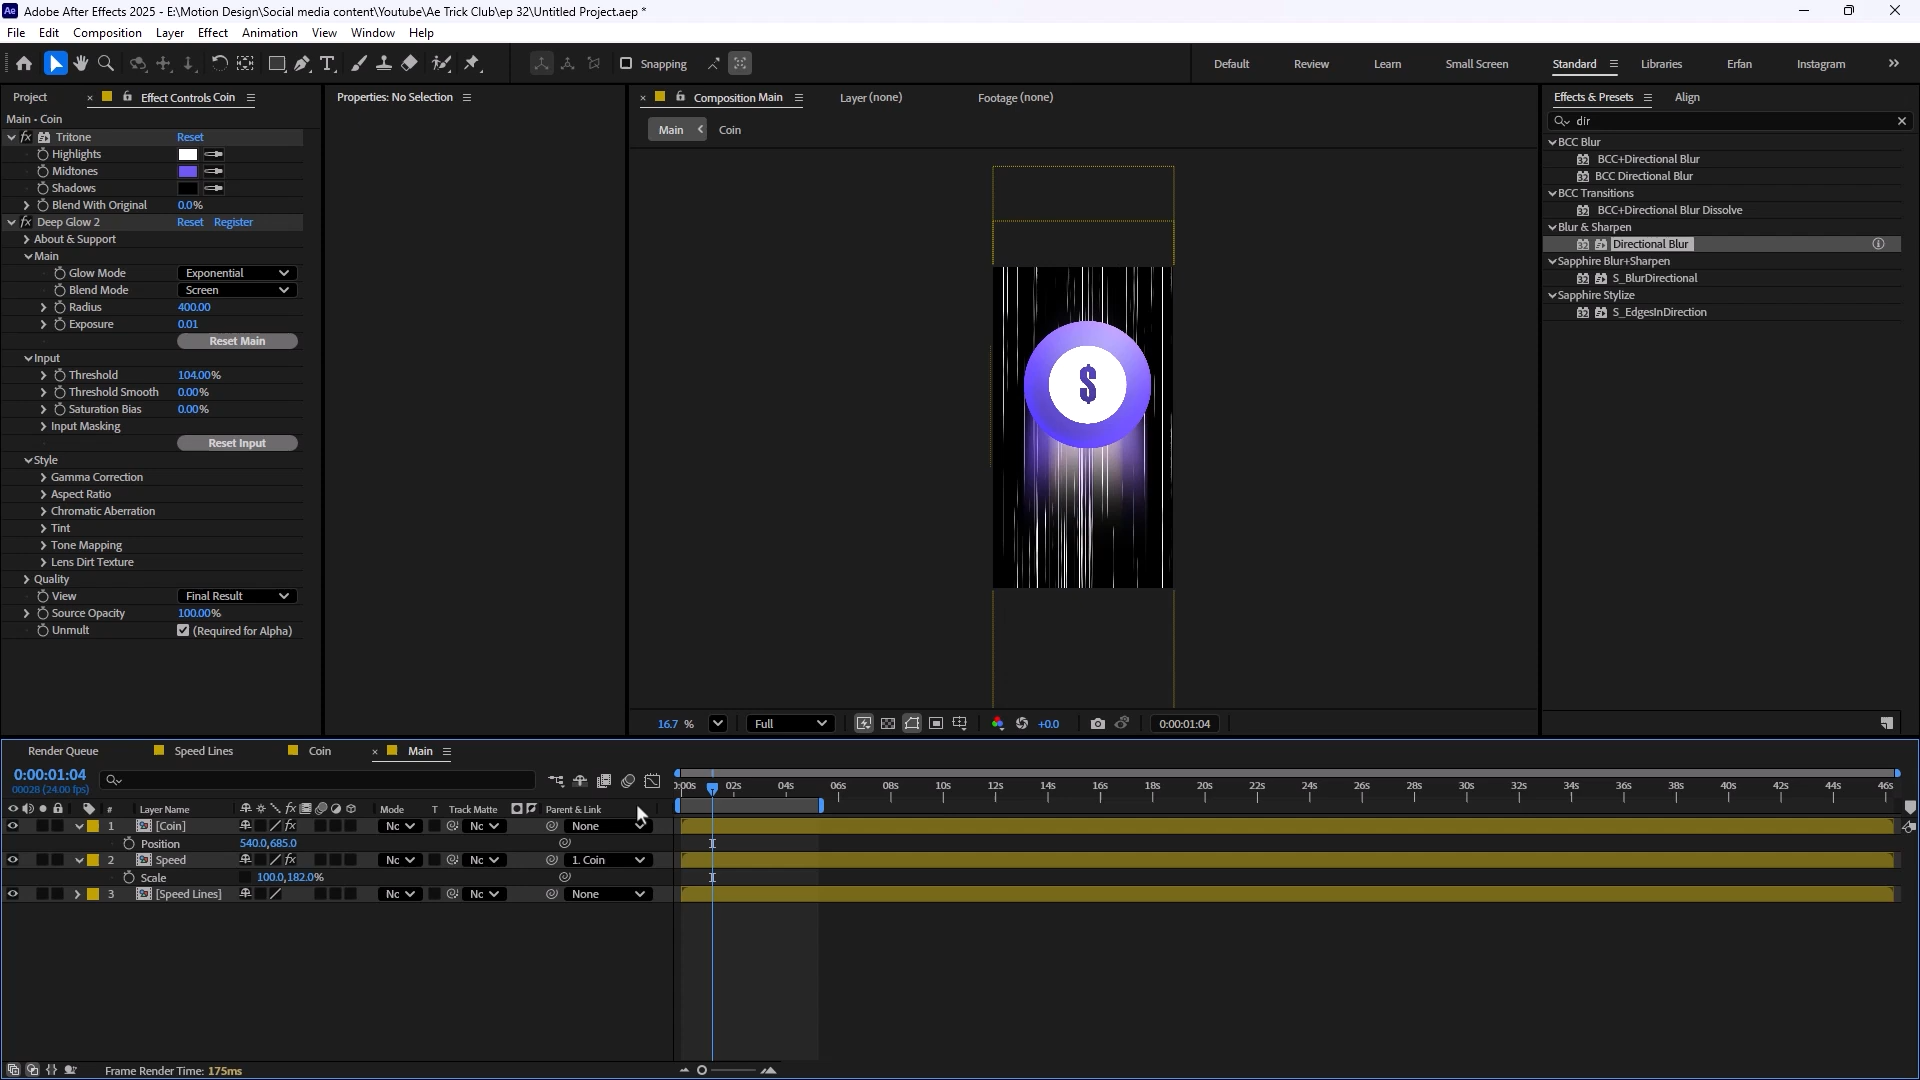 Adobe After Effects 2025 - E:\Motion Design\Social media content\Youtube\Ae Trick Club\ep 32\Untitled Project.aep *
File Edit Composition Layer Effect Animation View Window Help
Snapping
Default Review Learn Small Screen Standard Libraries Erfan Instagram
Project Effect Controls Coin
Main - Coin
Tritone Reset
Highlights
Midtones
Shadows
Blend With Original 0.0%
Deep Glow 2 Reset Register
About & Support
Main
Glow Mode Exponential
Blend Mode Screen
Radius 400.00
Exposure 0.01
Reset Main
Input
Threshold 104.00%
Threshold Smooth 0.00%
Saturation Bias 0.00%
Input Masking
Reset Input
Style
Gamma Correction
Aspect Ratio
Chromatic Aberration
Tint
Tone Mapping
Lens Dirt Texture
Quality
View Final Result
Source Opacity 100.00%
Unmult (Required for Alpha)
Properties: No Selection
Composition Main Layer (none) Footage (none)
Main Coin
$
16.7 % Full +0.0 0:00:01:04
Effects & Presets Align
dir
BCC Blur
BCC+Directional Blur
BCC Directional Blur
BCC Transitions
BCC+Directional Blur Dissolve
Blur & Sharpen
Directional Blur
Sapphire Blur+Sharpen
S_BlurDirectional
Sapphire Stylize
S_EdgesInDirection
Render Queue Speed Lines Coin Main
0:00:01:04
00028 (24.00 fps)
:00s 02s 04s 06s 08s 10s 12s 14s 16s 18s 20s 22s 24s 26s 28s 30s 32s 34s 36s 38s 40s 42s 44s 46s
# Layer Name Mode T Track Matte Parent & Link
1 [Coin] Nc Nc None
Position 540.0,685.0
2 Speed Nc Nc 1. Coin
Scale 100.0,182.0%
3 [Speed Lines] Nc Nc None
Frame Render Time: 175ms